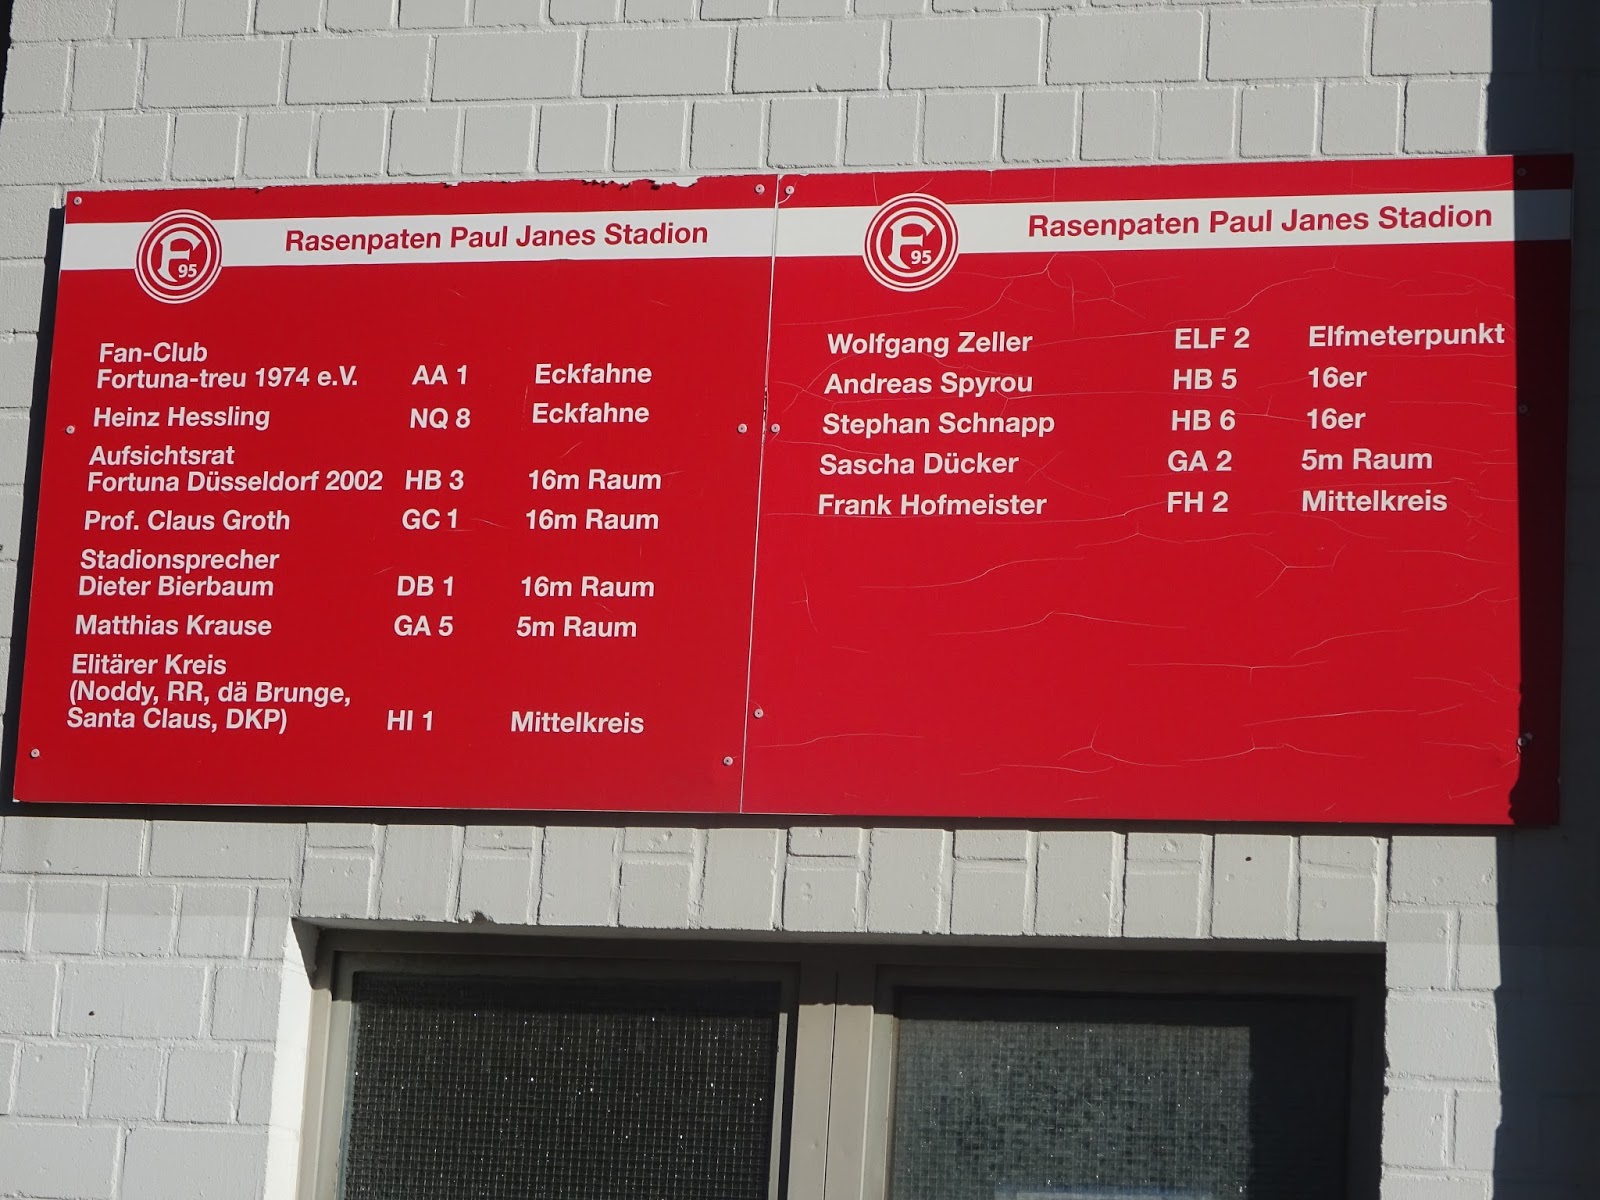 F 95
Rasenpaten Paul Janes Stadion
Fan-Club
Fortuna-treu 1974 e.V. AA 1 Eckfahne
Heinz Hessling NQ 8 Eckfahne
Aufsichtsrat
Fortuna Düsseldorf 2002 HB 3 16m Raum
Prof. Claus Groth GC 1 16m Raum
Stadionsprecher
Dieter Bierbaum DB 1 16m Raum
Matthias Krause GA 5 5m Raum
Elitärer Kreis
(Noddy, RR, dä Brunge,
Santa Claus, DKP) HI 1 Mittelkreis
F 95
Rasenpaten Paul Janes Stadion
Wolfgang Zeller ELF 2 Elfmeterpunkt
Andreas Spyrou HB 5 16er
Stephan Schnapp HB 6 16er
Sascha Dücker GA 2 5m Raum
Frank Hofmeister FH 2 Mittelkreis